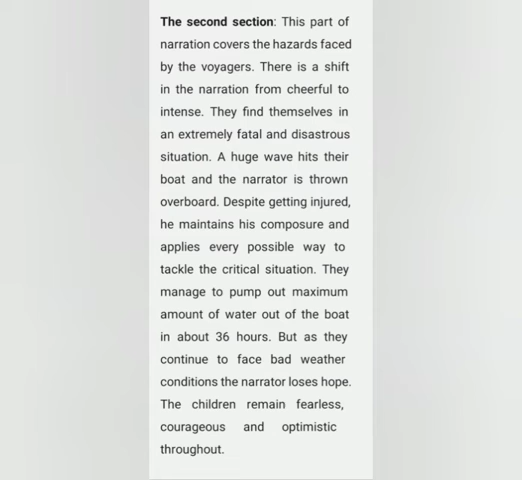 The second section: This part of
narration covers the hazards faced
by the voyagers. There is a shift
in the narration from cheerful to
intense. They find themselves in
an extremely fatal and disastrous
situation. A huge wave hits their
boat and the narrator is thrown
overboard. Despite getting injured,
he maintains his composure and
applies every possible way to
tackle the critical situation. They
manage to pump out maximum
amount of water out of the boat
in about 36 hours. But as they
continue to face bad weather
conditions the narrator loses hope.
The children remain fearless,
courageous and optimistic
throughout.